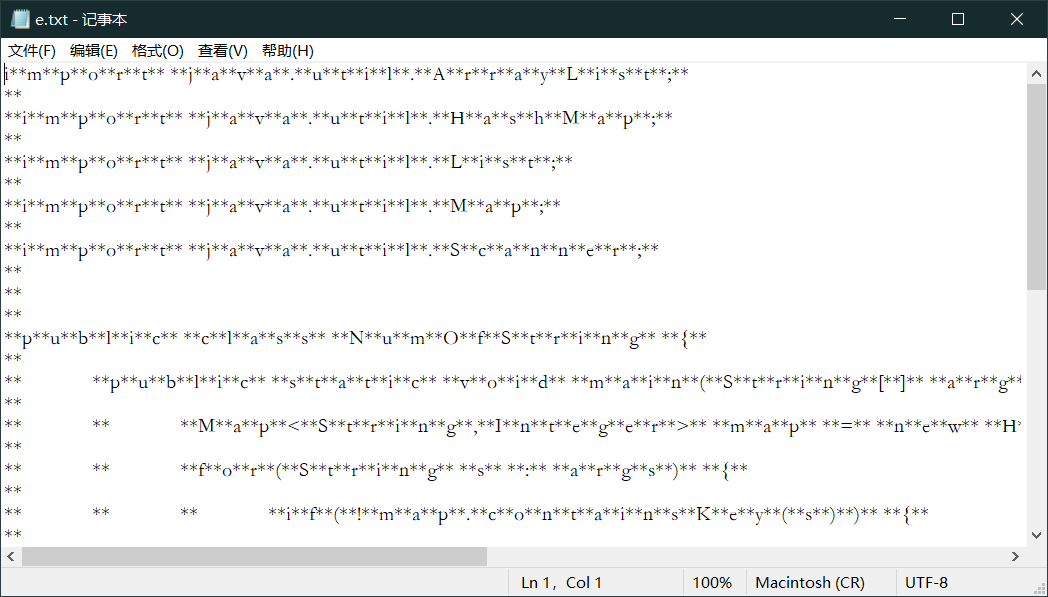 e.txt - 记事本
文件(F) 编辑(E) 格式(O) 查看(V) 帮助(H)
i**m**p**o**r**t** **j**a**v**a**.**u**t**i**l**.**A**r**r**a**y**L**i**s**t**;**
**
**i**m**p**o**r**t** **j**a**v**a**.**u**t**i**l**.**H**a**s**h**M**a**p**;**
**
**i**m**p**o**r**t** **j**a**v**a**.**u**t**i**l**.**L**i**s**t**;**
**
**i**m**p**o**r**t** **j**a**v**a**.**u**t**i**l**.**M**a**p**;**
**
**i**m**p**o**r**t** **j**a**v**a**.**u**t**i**l**.**S**c**a**n**n**e**r**;**
**
**
**
**p**u**b**l**i**c** **c**l**a**s**s** **N**u**m**O**f**S**t**r**i**n**g** **{**
**
** **p**u**b**l**i**c** **s**t**a**t**i**c** **v**o**i**d** **m**a**i**n**(**S**t**r**i**n**g**[**]** **a**r**g**
**
** ** **M**a**p**<**S**t**r**i**n**g**,**I**n**t**e**g**e**r**>** **m**a**p** **=** **n**e**w** **H*
**
** ** **f**o**r**(**S**t**r**i**n**g** **s** **:** **a**r**g**s**)** **{**
**
** ** ** **i**f**(**!**m**a**p**.**c**o**n**t**a**i**n**s**K**e**y**(**s**)**)** **{**
**
Ln 1, Col 1 100% Macintosh (CR) UTF-8